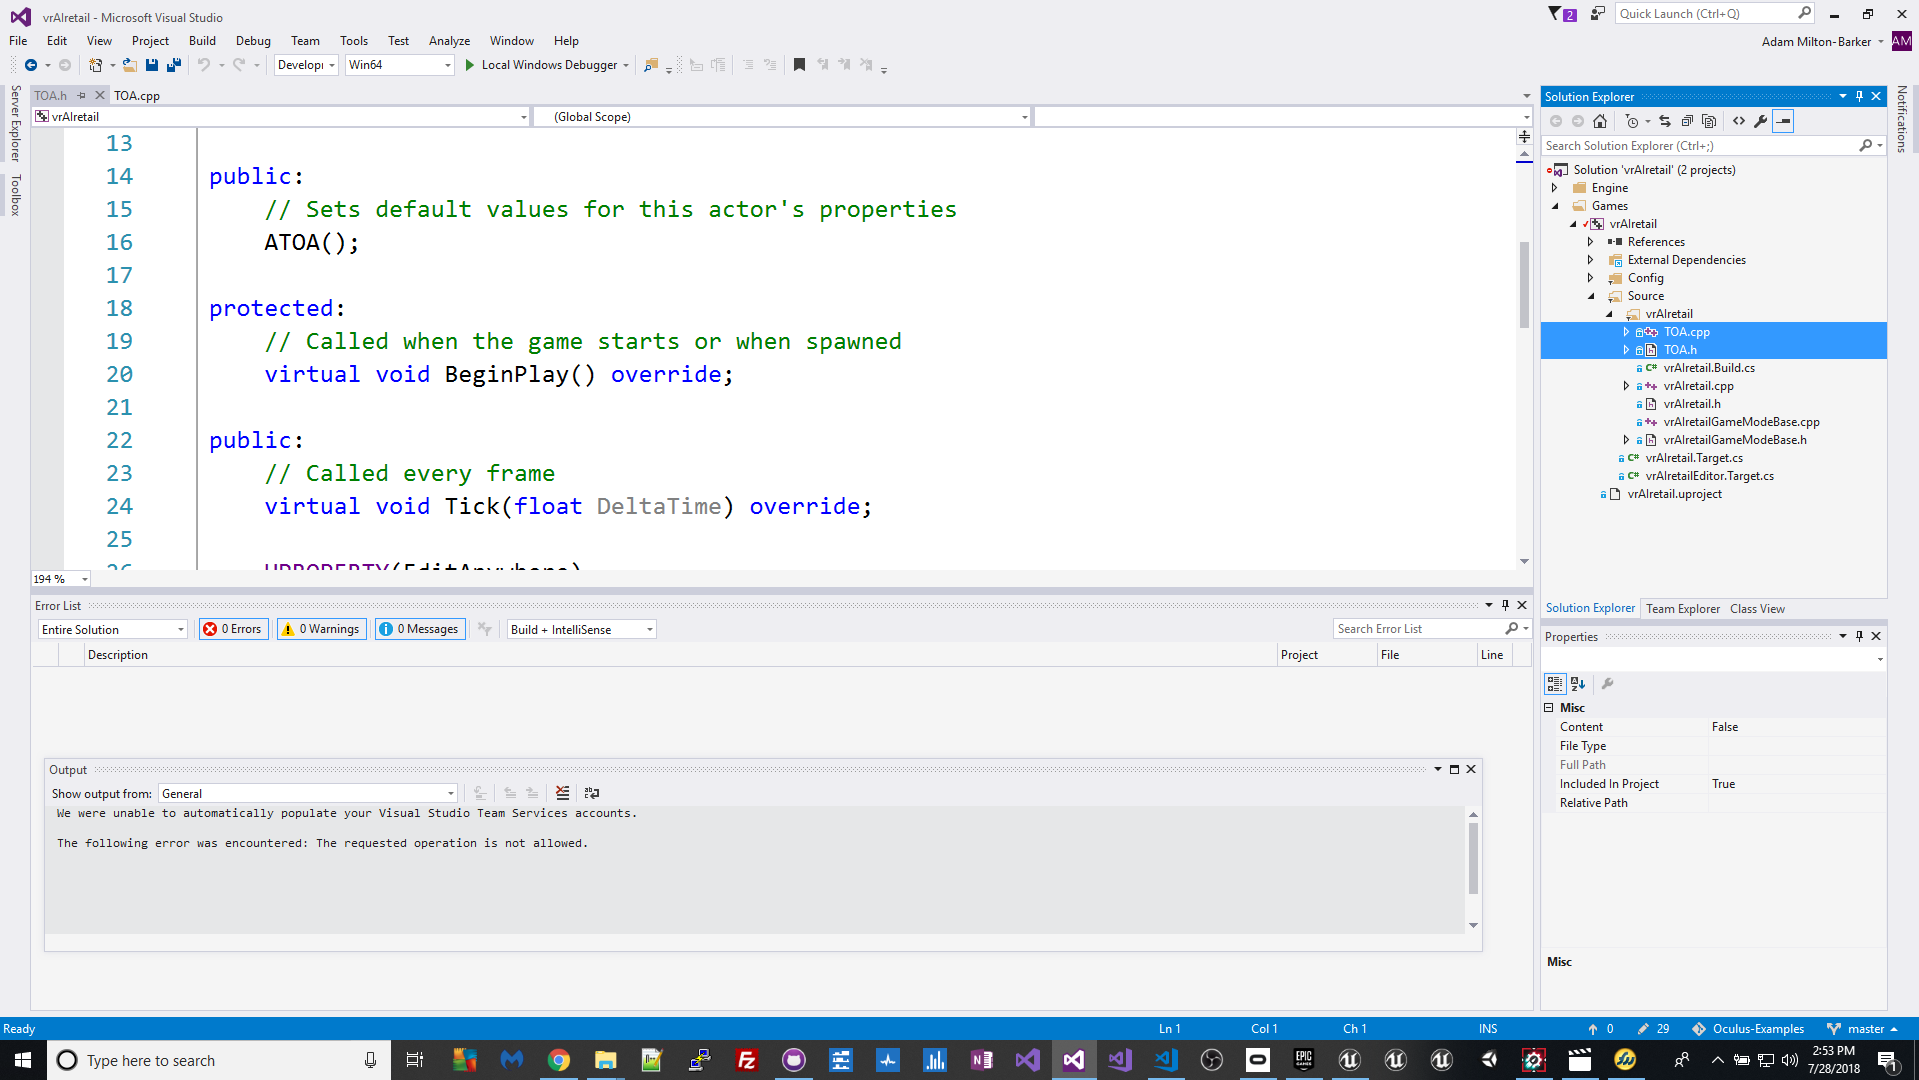 vrAIretail - Microsoft Visual Studio
2
Quick Launch (Ctrl+Q)
File Edit View Project Build Debug Team Tools Test Analyze Window Help
Adam Milton-Barker AM
Develop Win64 Local Windows Debugger
Server Explorer
Toolbox
Notifications
TOA.h TOA.cpp
vrAIretail (Global Scope)
13
14 public:
15 // Sets default values for this actor's properties
16 ATOA();
17
18 protected:
19 // Called when the game starts or when spawned
20 virtual void BeginPlay() override;
21
22 public:
23 // Called every frame
24 virtual void Tick(float DeltaTime) override;
25
26 UPROPERTY(EditAnywhere)
194 %
Solution Explorer
Search Solution Explorer (Ctrl+;)
Solution 'vrAIretail' (2 projects)
Engine
Games
vrAIretail
References
External Dependencies
Config
Source
vrAIretail
TOA.cpp
TOA.h
vrAIretail.Build.cs
vrAIretail.cpp
vrAIretail.h
vrAIretailGameModeBase.cpp
vrAIretailGameModeBase.h
vrAIretail.Target.cs
vrAIretailEditor.Target.cs
vrAIretail.uproject
Solution Explorer Team Explorer Class View
Error List
Entire Solution 0 Errors 0 Warnings 0 Messages Build + IntelliSense Search Error List
Description Project File Line
Output
Show output from: General
We were unable to automatically populate your Visual Studio Team Services accounts.
The following error was encountered: The requested operation is not allowed.
Properties
Misc
Content False
File Type
Full Path
Included In Project True
Relative Path
Misc
Ready Ln 1 Col 1 Ch 1 INS 0 29 Oculus-Examples master
Type here to search
EPIC GAMES
2:53 PM
7/28/2018
1